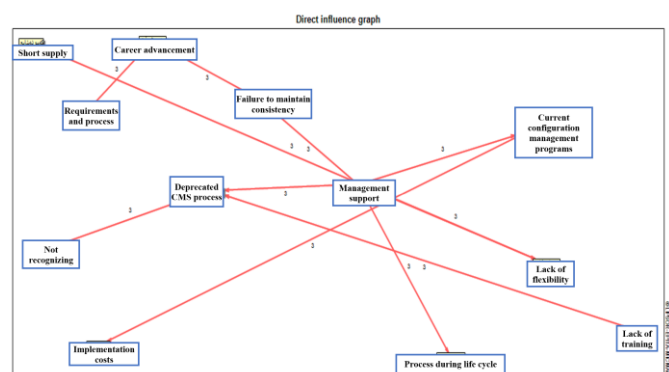 Direct influence graph
Short supply
Career advancement
3
3
Requirements
and process
Failure to maintain
consistency
Current
configuration
management
programs
3
3
3
Deprecated
CMS process
3
Management
support
3
3
Not
recognizing
3
3
3
Lack of
flexibility
Lack of
training
Implementation
costs
Process during life cycle